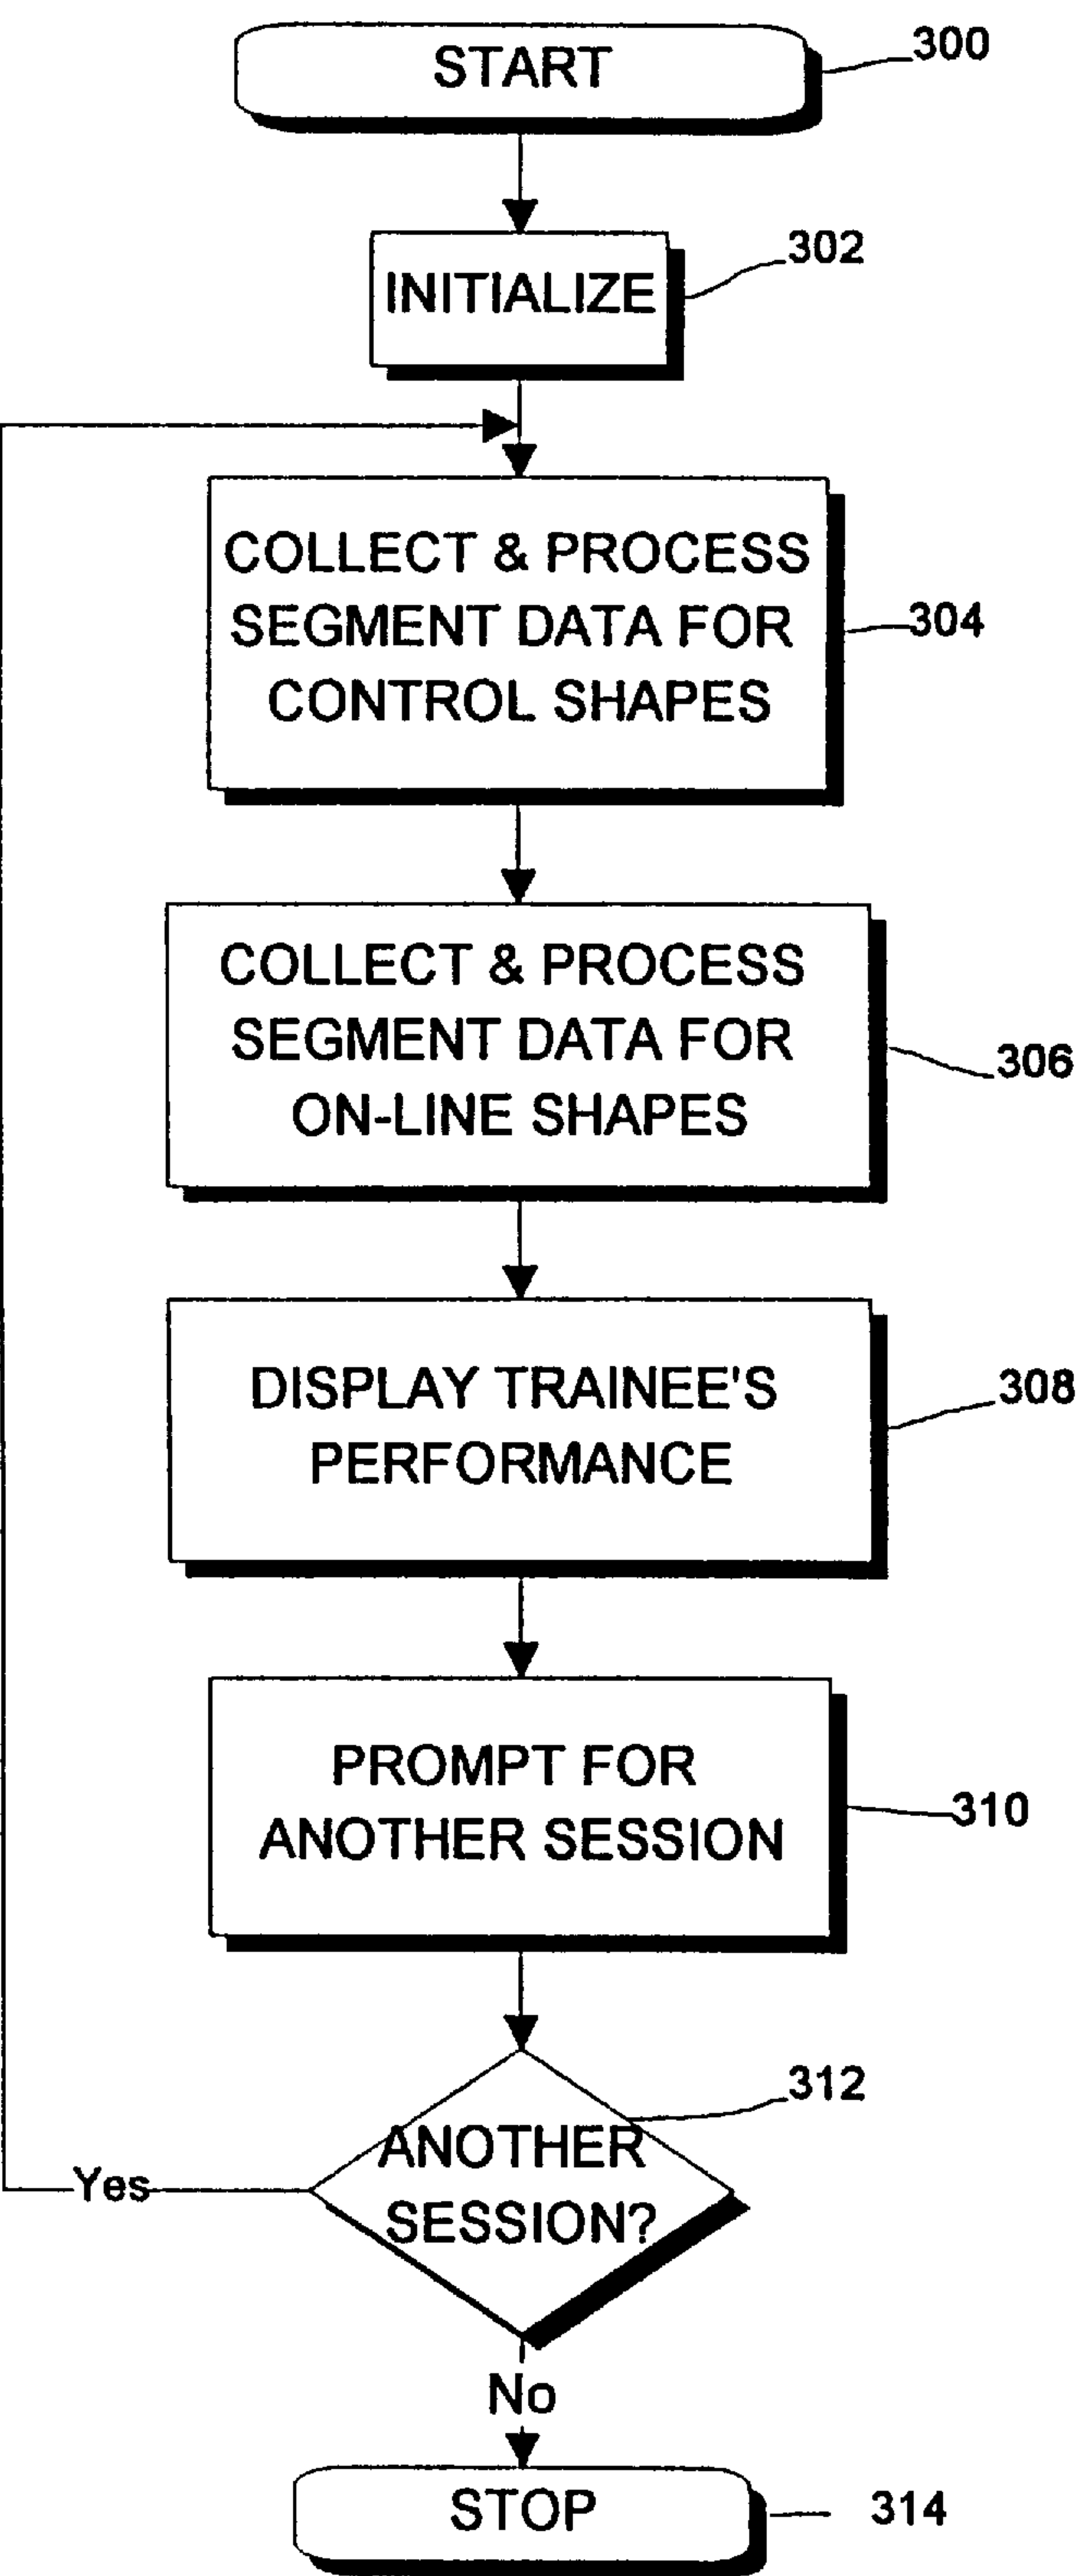 START
300
INITIALIZE
302
COLLECT & PROCESS
SEGMENT DATA FOR
CONTROL SHAPES
304
COLLECT & PROCESS
SEGMENT DATA FOR
ON-LINE SHAPES
306
DISPLAY TRAINEE'S
PERFORMANCE
308
PROMPT FOR
ANOTHER SESSION
310
312
ANOTHER
SESSION?
Yes
No
STOP
314